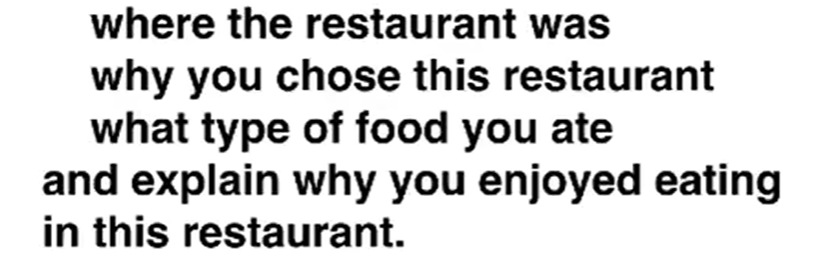 where the restaurant was
why you chose this restaurant
what type of food you ate
and explain why you enjoyed eating
in this restaurant.